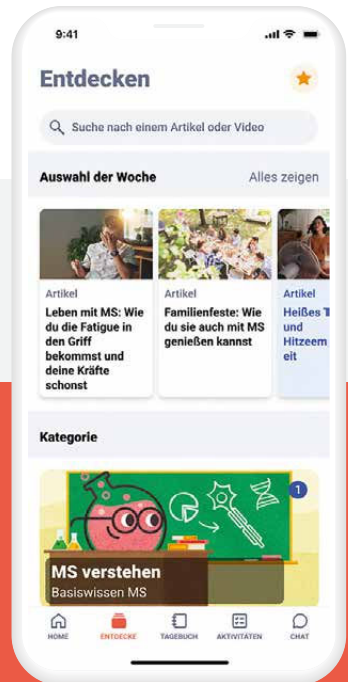 9:41
Entdecken
Suche nach einem Artikel oder Video
Auswahl der Woche
Alles zeigen
Artikel
Leben mit MS: Wie
du die Fatigue in
den Griff
bekommst und
deine Kräfte
schonst
Artikel
Familienfeste: Wie
du sie auch mit MS
genießen kannst
Artikel
Heißes T
und
Hitzeem
eit
Kategorie
1
MS verstehen
Basiswissen MS
HOME
ENTDECKE
TAGEBUCH
AKTIVITÄTEN
CHAT